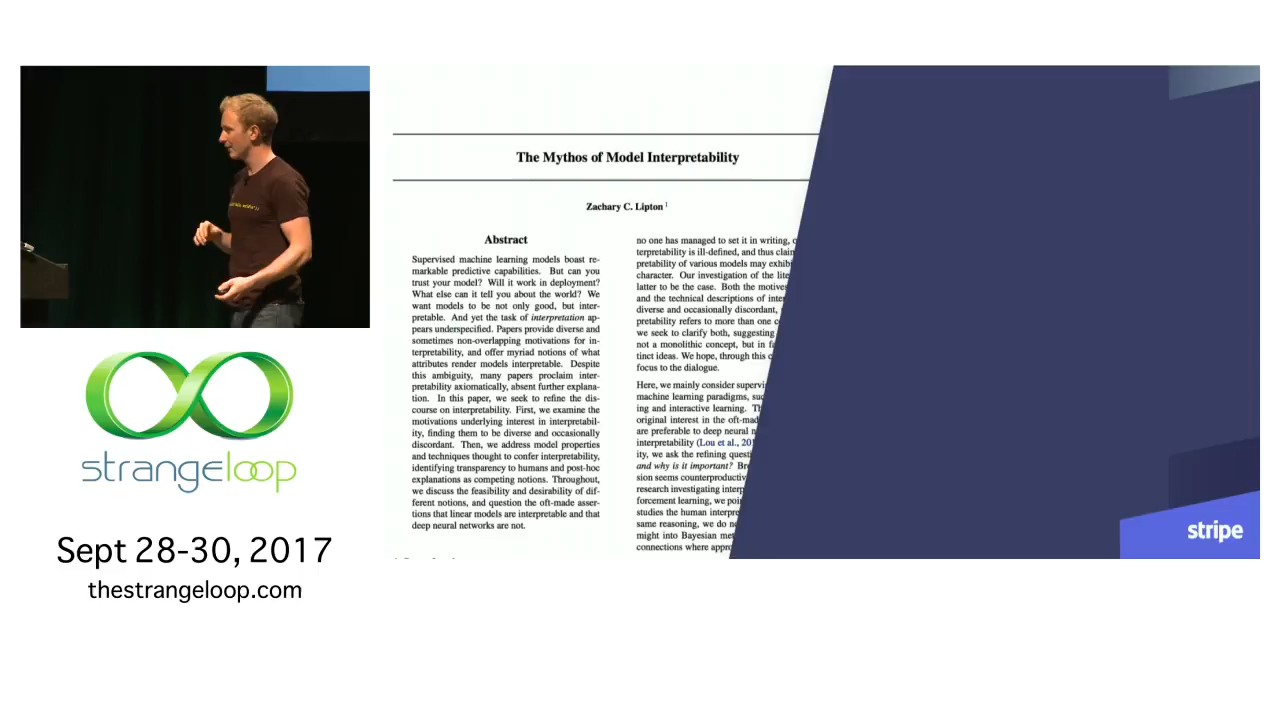 The Mythos of Model Interpretability
Zachary C. Lipton 1
Abstract
Supervised machine learning models boast re-
markable predictive capabilities. But can you
trust your model? Will it work in deployment?
What else can it tell you about the world? We
want models to be not only good, but inter-
pretable. And yet the task of interpretation ap-
pears underspecified. Papers provide diverse and
sometimes non-overlapping motivations for in-
terpretability, and offer myriad notions of what
attributes render models interpretable. Despite
this ambiguity, many papers proclaim inter-
pretability axiomatically, absent further explana-
tion. In this paper, we seek to refine the dis-
course on interpretability. First, we examine the
motivations underlying interest in interpretabil-
ity, finding them to be diverse and occasionally
discordant. Then, we address model properties
and techniques thought to confer interpretability,
identifying transparency to humans and post-hoc
explanations as competing notions. Throughout,
we discuss the feasibility and desirability of dif-
ferent notions, and question the oft-made asser-
tions that linear models are interpretable and that
deep neural networks are not.
no one has managed to set it in writing,
terpretability is ill-defined, and thus claim
pretability of various models may exhib
character. Our investigation of the lite
latter to be the case. Both the motive
and the technical descriptions of inter
diverse and occasionally discordant,
pretability refers to more than one c
we seek to clarify both, suggesting
not a monolithic concept, but in fa
tinct ideas. We hope, through this c
focus to the dialogue.
Here, we mainly consider supervi
machine learning paradigms, suc
ing and interactive learning. Th
original interest in the oft-mad
are preferable to deep neural n
interpretability (Lou et al., 201
ity, we ask the refining questi
and why is it important? Bro
sion seems counterproductiv
research investigating interp
forcement learning, we poi
studies the human interpre
same reasoning, we do no
might into Bayesian met
connections where appr
stripe
strangeloop
Sept 28-30, 2017
thestrangeloop.com